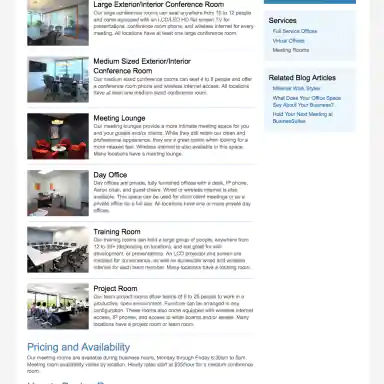 Large Exterior/Interior Conference Room
Our large conference rooms can seat anywhere from 10 to 12 people
and come equipped with an LCD/LED HD flat screen TV for
presentations, conference room phone, and wireless internet for every
meeting. All locations have at least one large conference room.
Medium Sized Exterior/Interior
Conference Room
Our medium sized conference rooms can seat 4 to 8 people and offer
a conference room phone and wireless internet access. All locations
have at least one medium sized conference room.
Meeting Lounge
Our meeting lounge provide a more intimate meeting space for you
and your guests and/or clients. While they still retain our clean and
professional appearance, they are a great option when looking for a
more relaxed feel. Wireless internet is also available in this space.
Many locations have a meeting lounge.
Day Office
Day offices are private, fully furnished offices with a desk, IP phone,
chair, and guest chairs. Wired or wireless internet is also
available. This space can be used for client meetings or as a
private office for a full day. All locations have one or more private day
offices.
Training Room
Our training rooms can hold a large group of people, anywhere from
12 to (depending on location), and are great for
development, or presentations. An LCD projector and screen are
included for convenience, as well as accessible wired and wireless
internet for each team member. Many locations have a training room.
Project Room
Our team project rooms allow teams of 6 to 25 people to work in a
productive, open environment. Furniture can be arranged in any
configuration. These rooms also come equipped with wireless internet
access, IP phones, and access to white boards and/or easels. Many
locations have a project room or team room.
Pricing and Availability
Our meeting rooms are available during business hours, Monday through Friday 8:30am to 5pm.
Meeting room availability varies by location. Hourly rates start at $35/hour for a medium conference
room.
Services
Full Service Offices
Virtual Offices
Meeting Rooms
Related Blog Articles
Millennial Work Styles
What Does Your Office Space
Say About Your Business?
Hold Your Next Meeting at
BusinesSuites